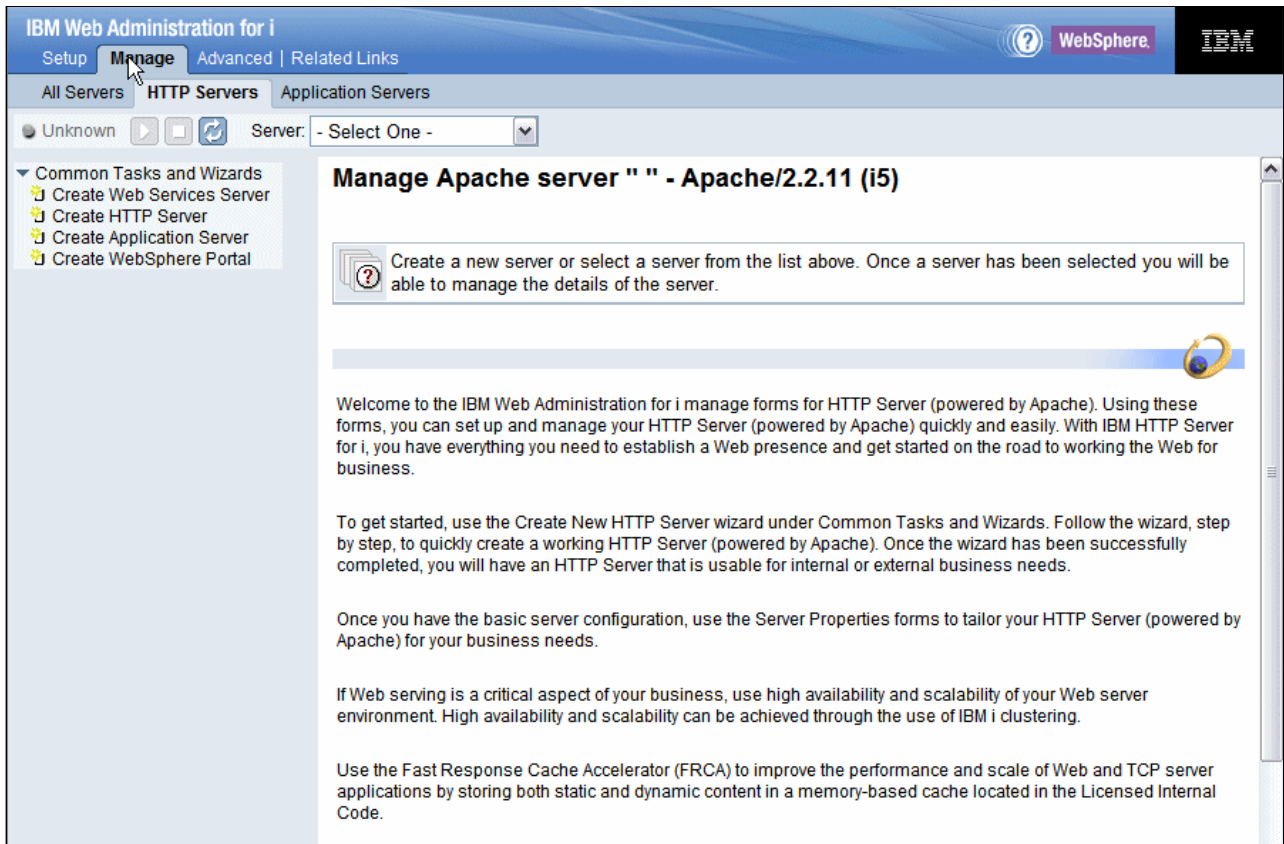 IBM Web Administration for i
Setup Manage Advanced | Related Links
WebSphere.
IBM
All Servers HTTP Servers Application Servers
Unknown Server: - Select One -
Common Tasks and Wizards
Create Web Services Server
Create HTTP Server
Create Application Server
Create WebSphere Portal
Manage Apache server " " - Apache/2.2.11 (i5)
Create a new server or select a server from the list above. Once a server has been selected you will be
able to manage the details of the server.
Welcome to the IBM Web Administration for i manage forms for HTTP Server (powered by Apache). Using these
forms, you can set up and manage your HTTP Server (powered by Apache) quickly and easily. With IBM HTTP Server
for i, you have everything you need to establish a Web presence and get started on the road to working the Web for
business.
To get started, use the Create New HTTP Server wizard under Common Tasks and Wizards. Follow the wizard, step
by step, to quickly create a working HTTP Server (powered by Apache). Once the wizard has been successfully
completed, you will have an HTTP Server that is usable for internal or external business needs.
Once you have the basic server configuration, use the Server Properties forms to tailor your HTTP Server (powered by
Apache) for your business needs.
If Web serving is a critical aspect of your business, use high availability and scalability of your Web server
environment. High availability and scalability can be achieved through the use of IBM i clustering.
Use the Fast Response Cache Accelerator (FRCA) to improve the performance and scale of Web and TCP server
applications by storing both static and dynamic content in a memory-based cache located in the Licensed Internal
Code.